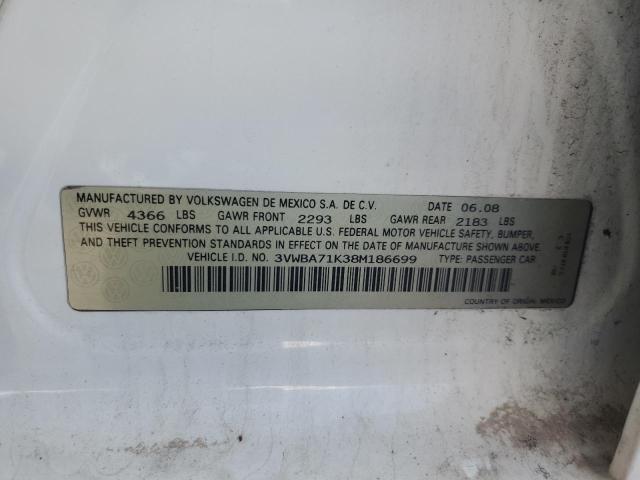 MANUFACTURED BY VOLKSWAGEN DE MEXICO S.A. DE C.V. DATE 06.08
GVWR 4366 LBS GAWR FRONT 2293 LBS GAWR REAR 2183 LBS
THIS VEHICLE CONFORMS TO ALL APPLICABLE U.S. FEDERAL MOTOR VEHICLE SAFETY, BUMPER,
AND THEFT PREVENTION STANDARDS IN EFFECT ON THE DATE OF MANUFACTURE SHOWN ABOVE.
VEHICLE I.D. NO. 3VWBA71K38M186699 TYPE: PASSENGER CAR
COUNTRY OF ORIGIN: MEXICO